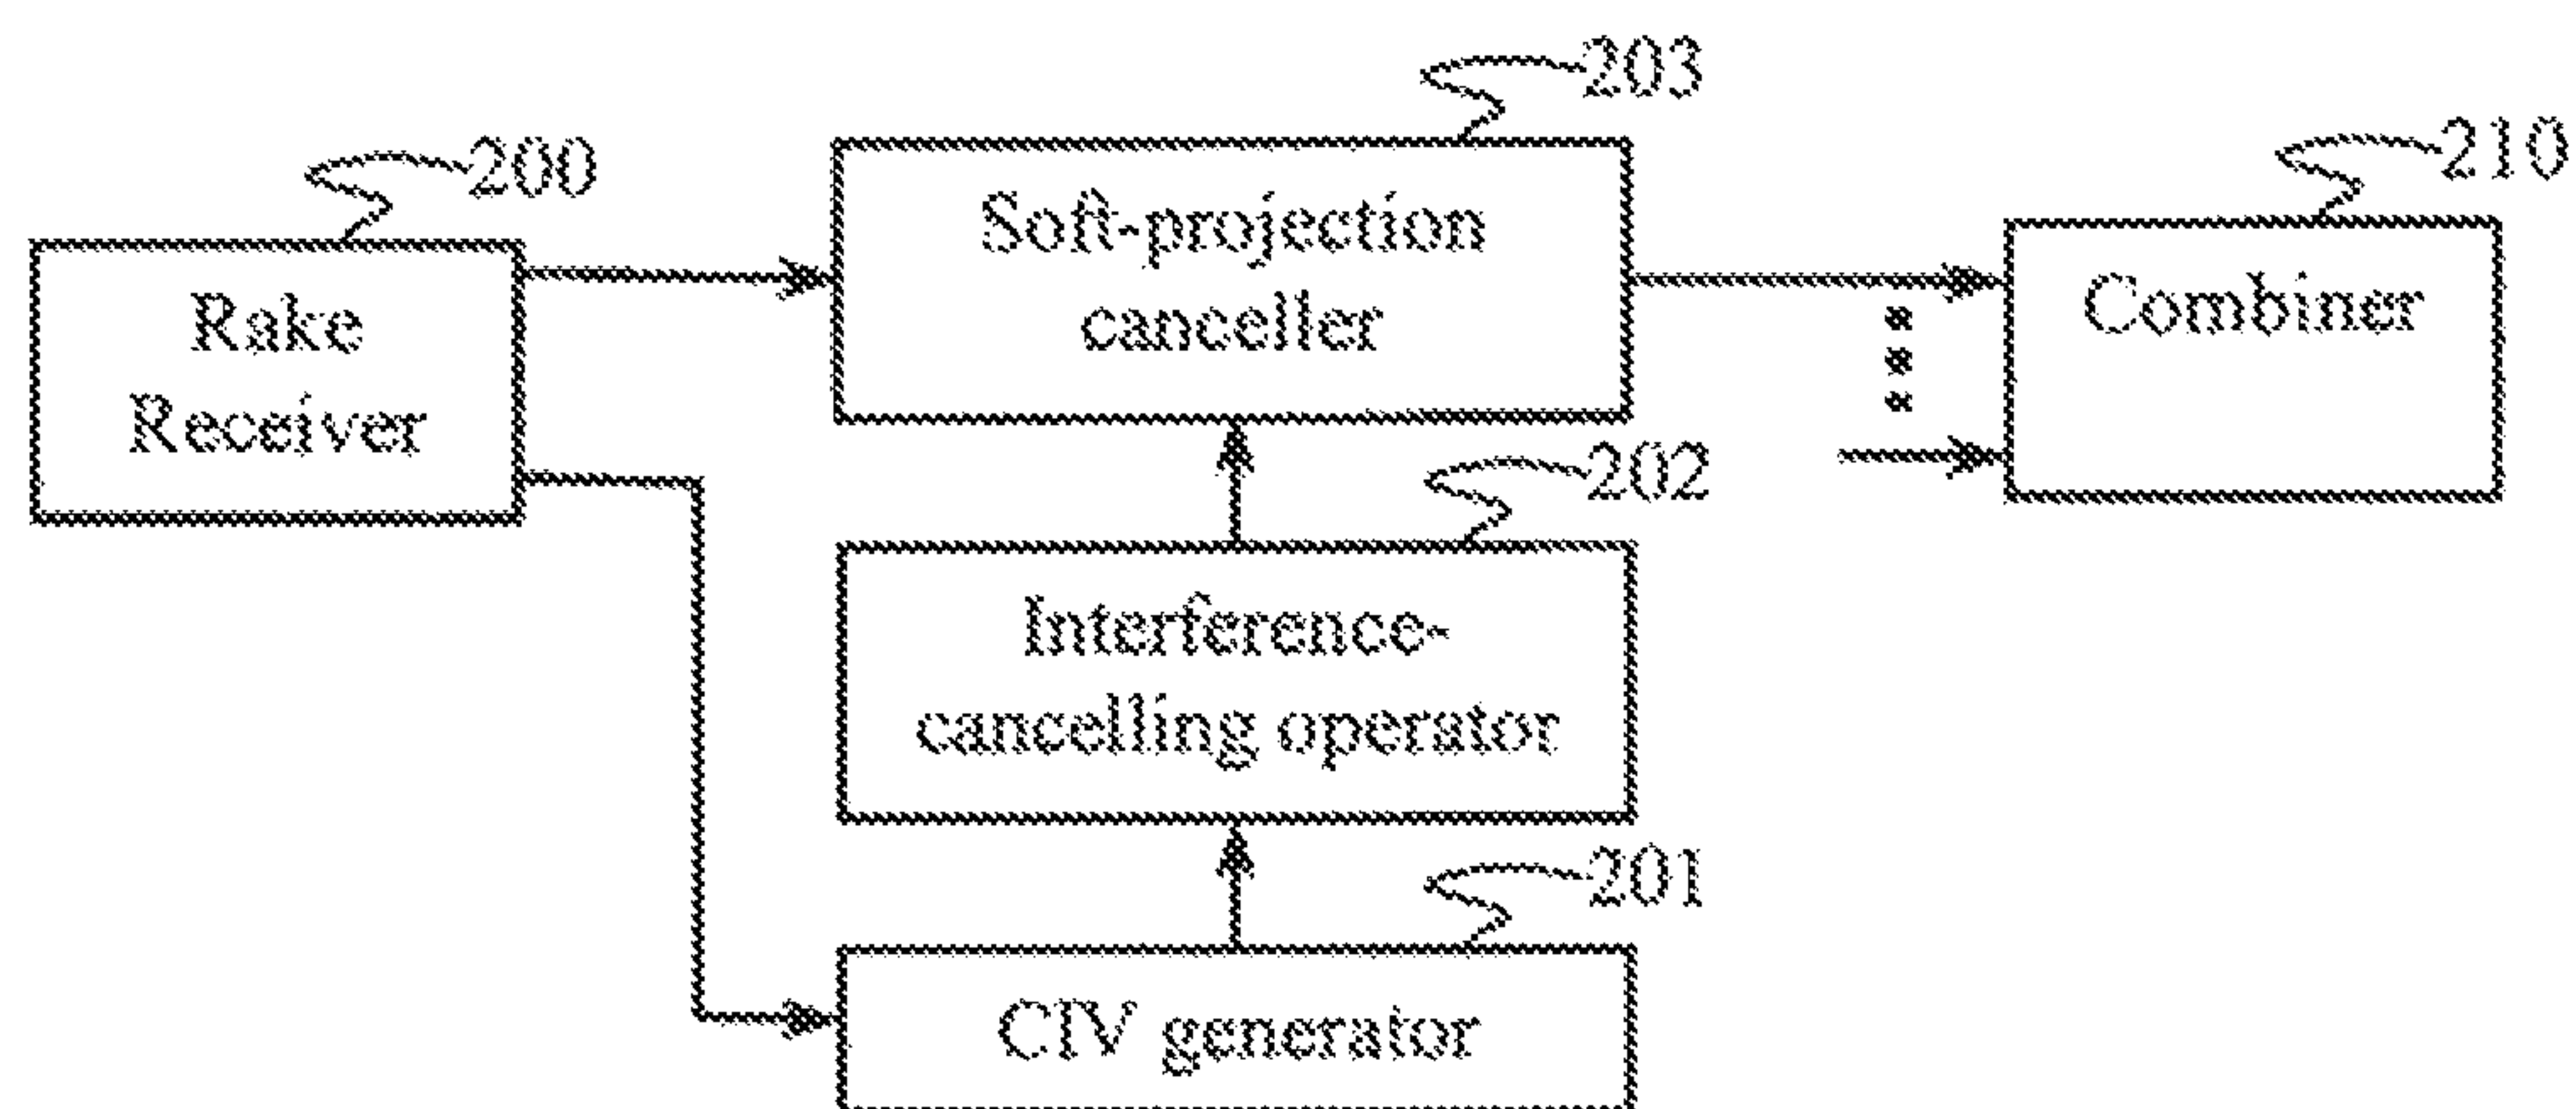 203
200
210
Soft-projection
canceller
Rake
Receiver
Combiner
202
Interference-
cancelling operator
201
CIV generator